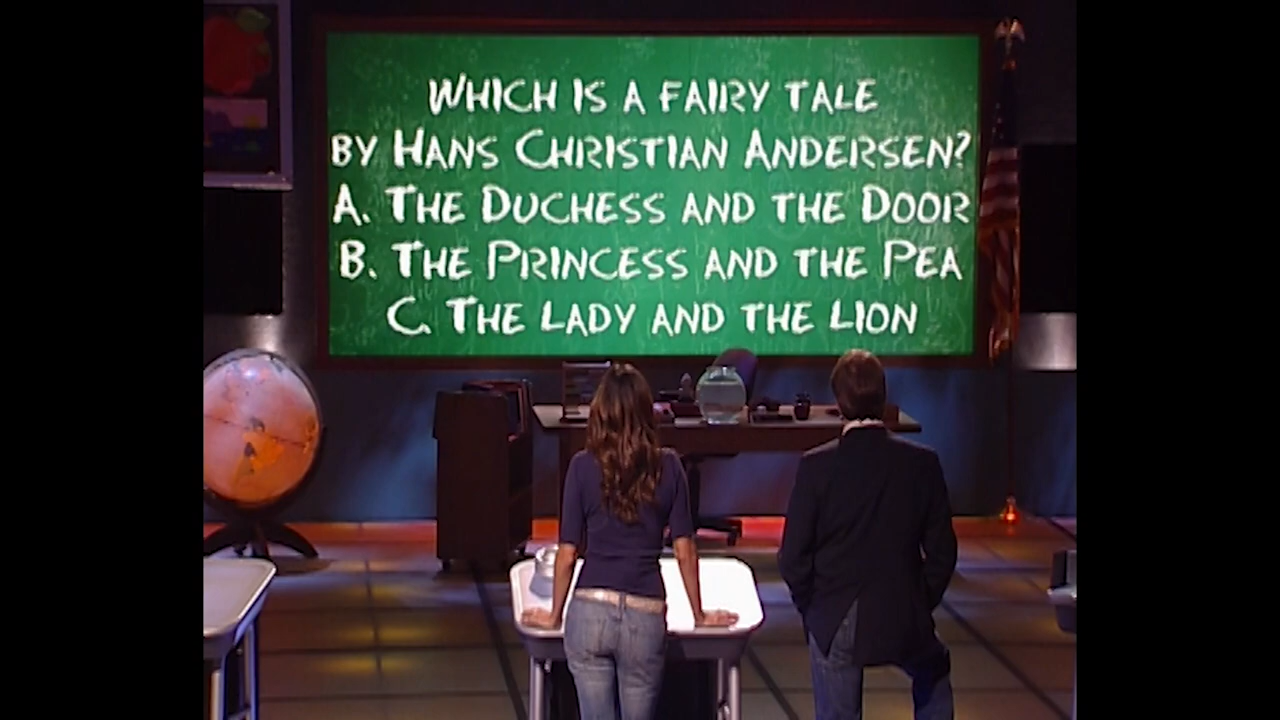 Which is a fairy tale
by Hans Christian Andersen?
A. The Duchess and the Door
B. The Princess and the Pea
C. The Lady and the Lion